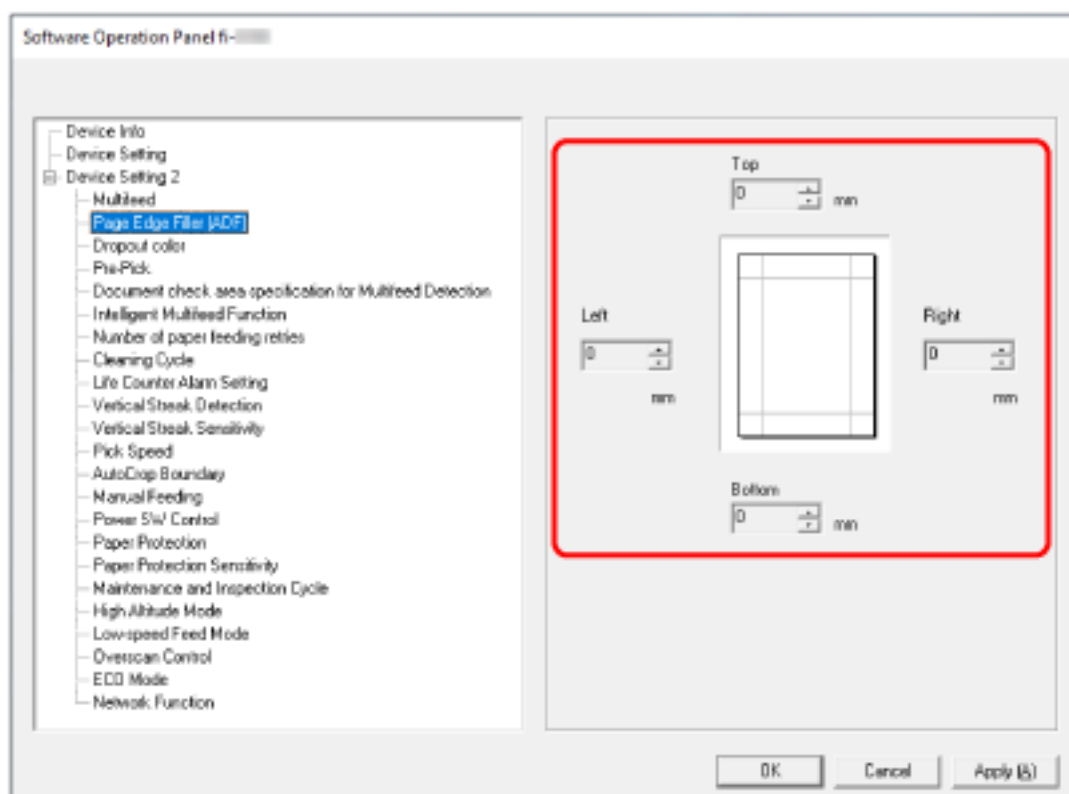 Software Operation Panel fi-
Device Info
Device Setting
Device Setting 2
Multifeed
Page Edge Filler (ADF)
Dropout color
Pre-Pick
Document check area specification for Multifeed Detection
Intelligent Multifeed Function
Number of paper feeding retries
Cleaning Cycle
Life Counter Alarm Setting
Vertical Streak Detection
Vertical Streak Sensitivity
Pick Speed
AutoCrop Boundary
Manual Feeding
Power SW Control
Paper Protection
Paper Protection Sensitivity
Maintenance and Inspection Cycle
High Altitude Mode
Low-speed Feed Mode
Overscan Control
ECO Mode
Network Function
Top
0 mm
Left
0
mm
Right
0
mm
Bottom
0 mm
OK Cancel Apply (A)